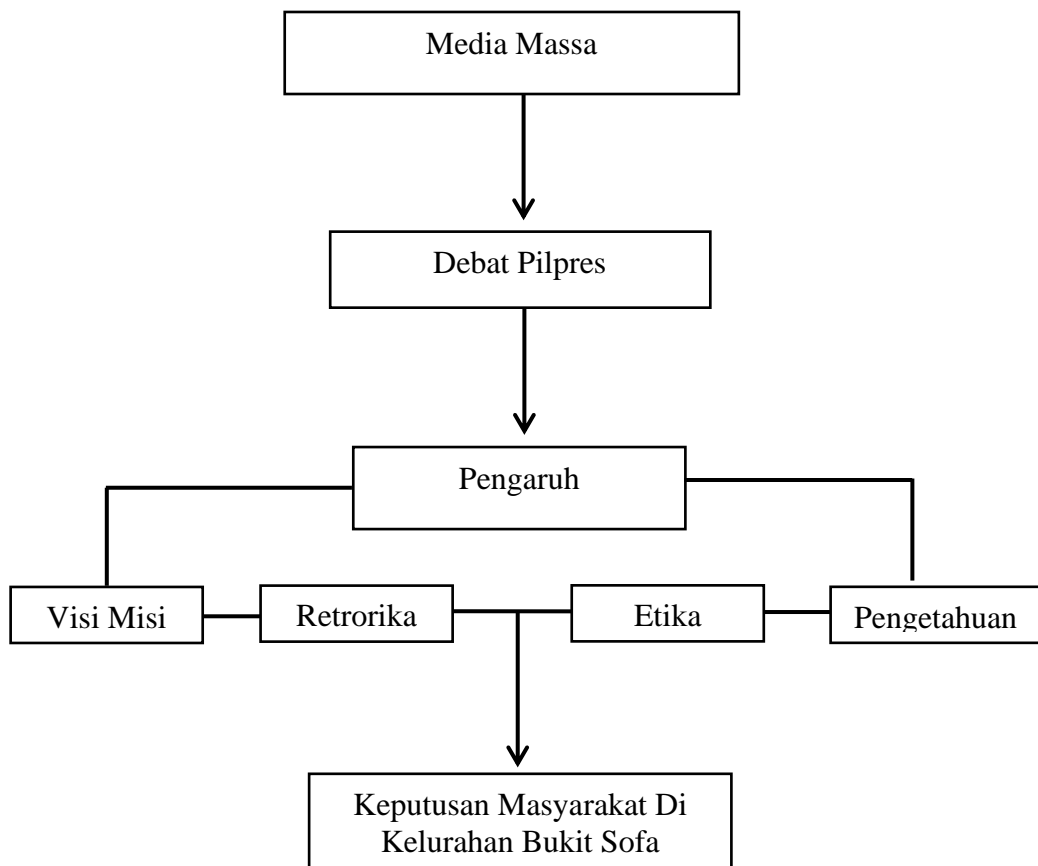 Media Massa
Debat Pilpres
Pengaruh
Visi Misi
Retrorika
Etika
Pengetahuan
Keputusan Masyarakat Di
Kelurahan Bukit Sofa